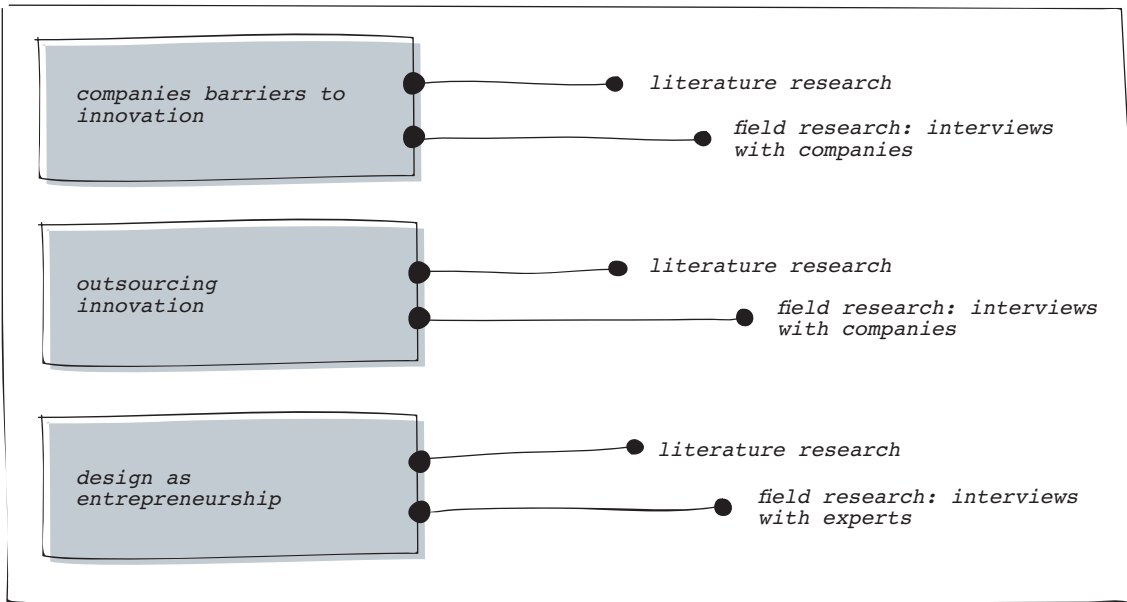 companies barriers to
innovation
literature research
field research: interviews
with companies
outsourcing
innovation
literature research
field research: interviews
with companies
design as
entrepreneurship
literature research
field research: interviews
with experts